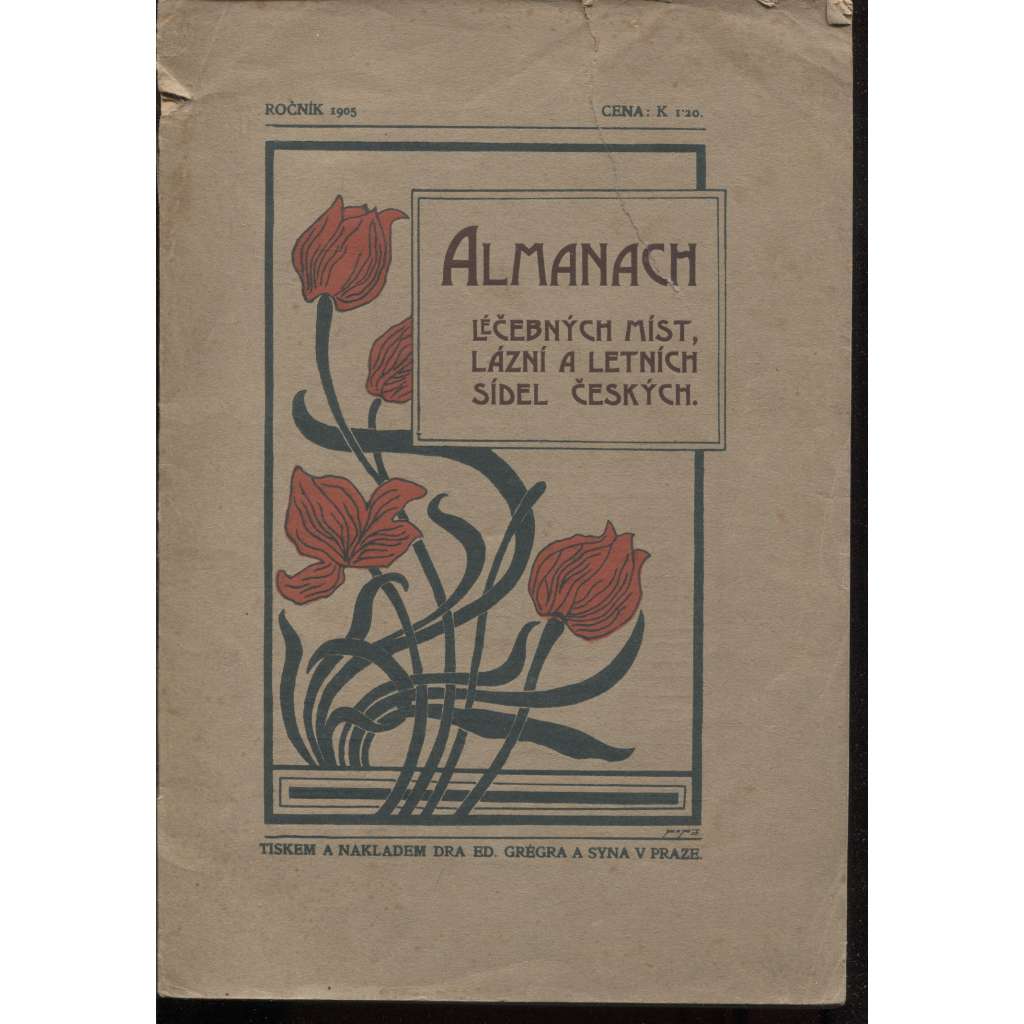 ROČNÍK 1905
CENA: K 1·20.
ALMANACH
LÉČEBNÝCH MÍST,
LÁZNÍ A LETNÍCH
SÍDEL ČESKÝCH.
TISKEM A NAKLADEM DRA ED. GRÉGRA A SYNA V PRAZE.